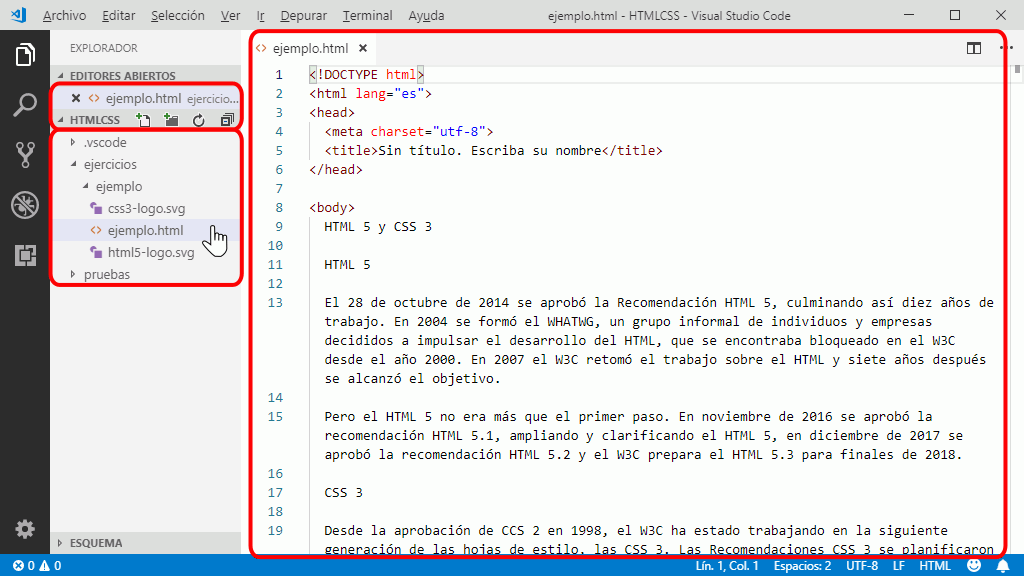 Archivo Editar Selección Ver Ir Depurar Terminal Ayuda ejemplo.html - HTMLCSS - Visual Studio Code
EXPLORADOR
EDITORES ABIERTOS
ejemplo.html ejercicio...
HTMLCSS
.vscode
ejercicios
ejemplo
css3-logo.svg
ejemplo.html
html5-logo.svg
pruebas
ESQUEMA
ejemplo.html
1 <!DOCTYPE html>
2 <html lang="es">
3 <head>
4 <meta charset="utf-8">
5 <title>Sin título. Escriba su nombre</title>
6 </head>
7
8 <body>
9 HTML 5 y CSS 3
10
11 HTML 5
12
13 El 28 de octubre de 2014 se aprobó la Recomendación HTML 5, culminando así diez años de
trabajo. En 2004 se formó el WHATWG, un grupo informal de individuos y empresas
decididos a impulsar el desarrollo del HTML, que se encontraba bloqueado en el W3C
desde el año 2000. En 2007 el W3C retomó el trabajo sobre el HTML y siete años después
se alcanzó el objetivo.
14
15 Pero el HTML 5 no era más que el primer paso. En noviembre de 2016 se aprobó la
recomendación HTML 5.1, ampliando y clarificando el HTML 5, en diciembre de 2017 se
aprobó la recomendación HTML 5.2 y el W3C prepara el HTML 5.3 para finales de 2018.
16
17 CSS 3
18
19 Desde la aprobación de CCS 2 en 1998, el W3C ha estado trabajando en la siguiente
generación de las hojas de estilo, las CSS 3. Las Recomendaciones CSS 3 se planificaron
0 0 Lín. 1, Col. 1 Espacios: 2 UTF-8 LF HTML